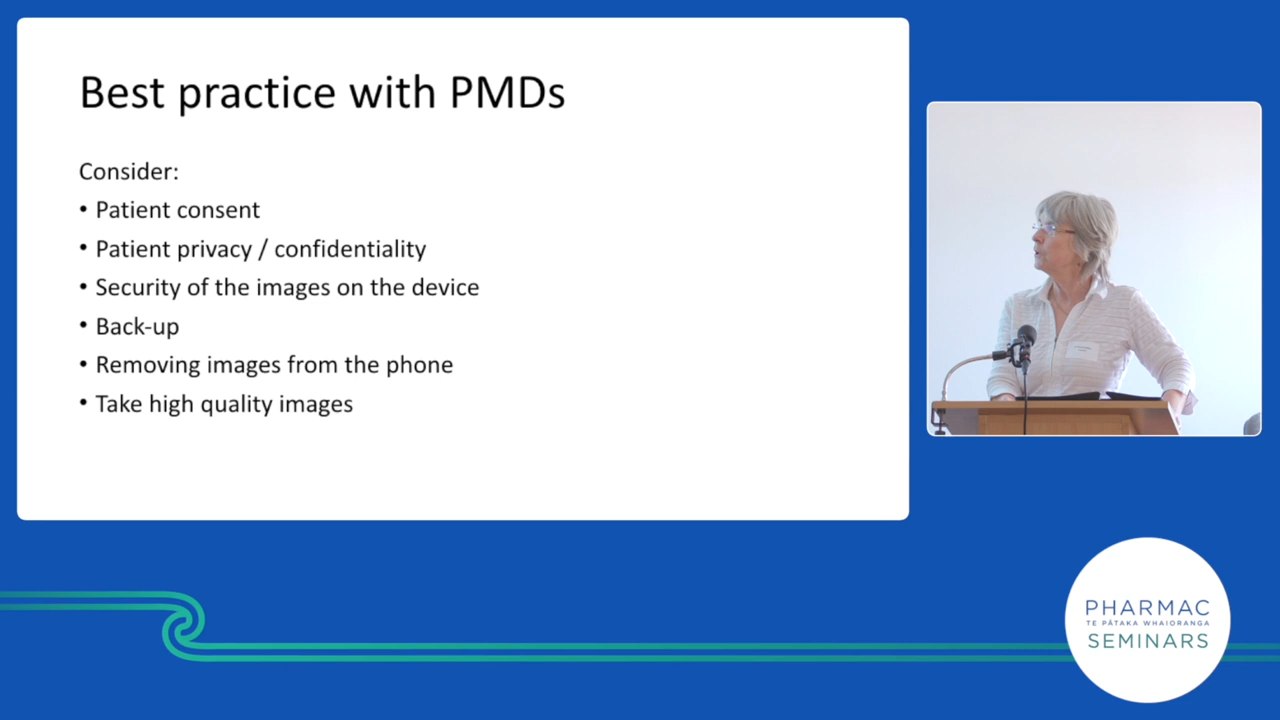 Best practice with PMDs
Consider:
• Patient consent
• Patient privacy / confidentiality
• Security of the images on the device
• Back-up
• Removing images from the phone
• Take high quality images
PHARMAC
TE PĀTAKA WHAIORANGA
SEMINARS